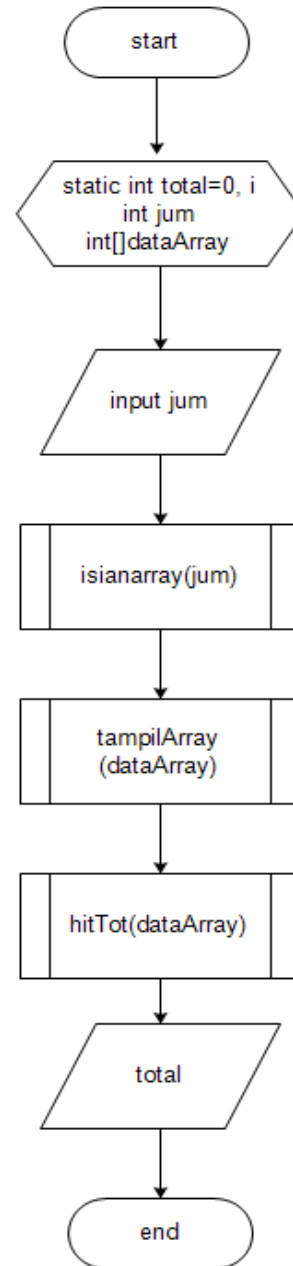 start
static int total=0, i
int jum
int[]dataArray
input jum
isianarray(jum)
tampilArray
(dataArray)
hitTot(dataArray)
total
end